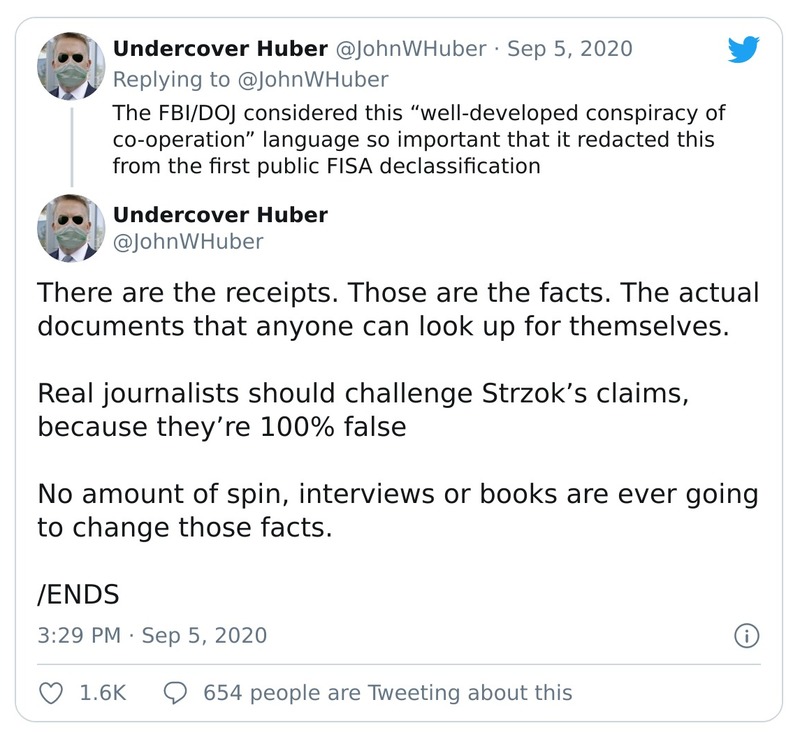 Undercover Huber @JohnWHuber · Sep 5, 2020
Replying to @JohnWHuber
The FBI/DOJ considered this “well-developed conspiracy of
co-operation” language so important that it redacted this
from the first public FISA declassification
Undercover Huber
@JohnWHuber
There are the receipts. Those are the facts. The actual
documents that anyone can look up for themselves.
Real journalists should challenge Strzok’s claims,
because they’re 100% false
No amount of spin, interviews or books are ever going
to change those facts.
/ENDS
3:29 PM · Sep 5, 2020
1.6K 654 people are Tweeting about this